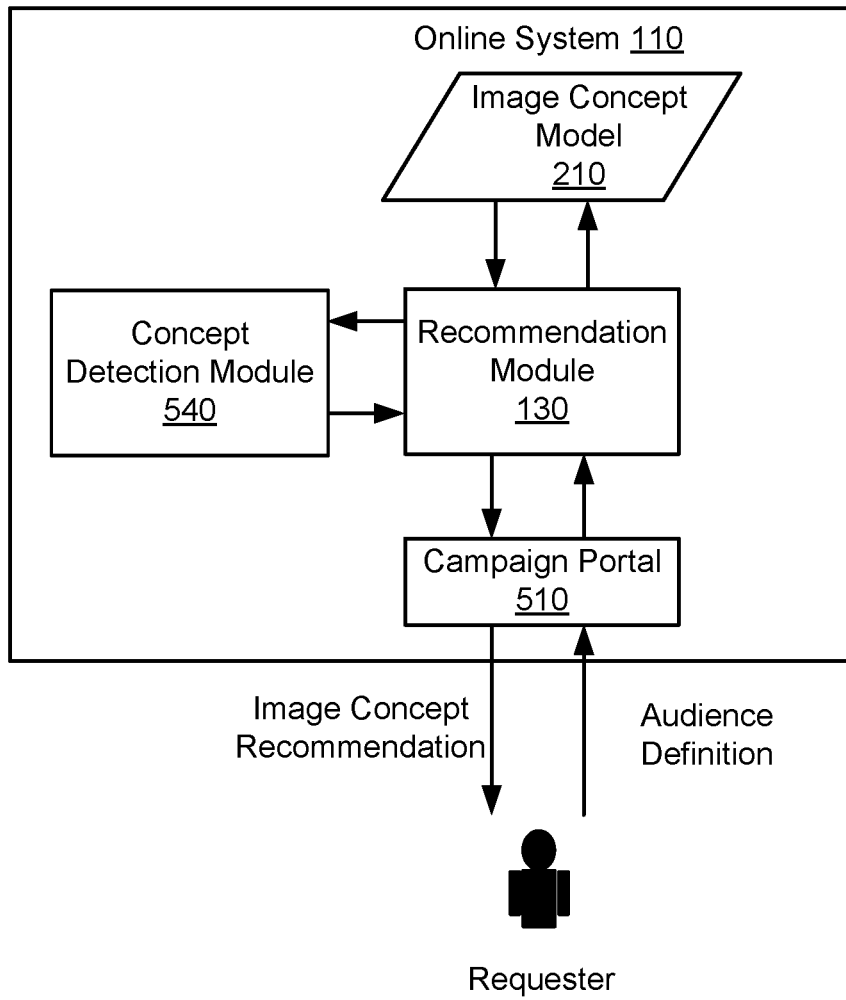 Online System 110
Image Concept
Model
210
Concept
Detection Module
540
Recommendation
Module
130
Campaign Portal
510
Image Concept
Recommendation
Audience
Definition
Requester